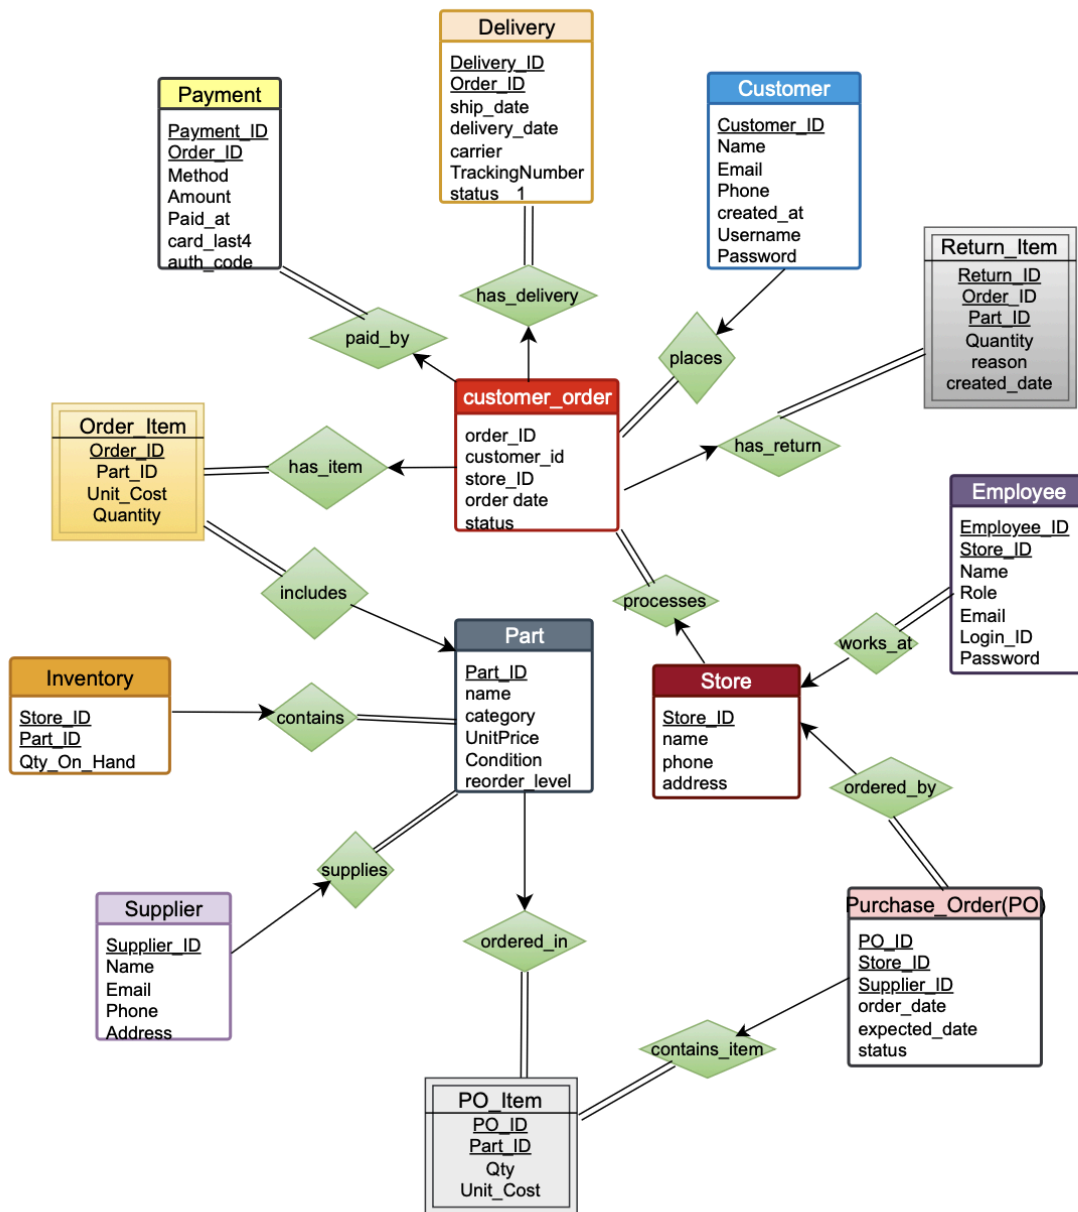 Delivery
Delivery_ID
Order_ID
ship_date
delivery_date
carrier
TrackingNumber
status 1
Payment
Payment_ID
Order_ID
Method
Amount
Paid_at
card_last4
auth_code
Customer
Customer_ID
Name
Email
Phone
created_at
Username
Password
Return_Item
Return_ID
Order_ID
Part_ID
Quantity
reason
created_date
has_delivery
paid_by
places
customer_order
order_ID
customer_id
store_ID
order date
status
Order_Item
Order_ID
Part_ID
Unit_Cost
Quantity
has_item
has_return
Employee
Employee_ID
Store_ID
Name
Role
Email
Login_ID
Password
includes
processes
works_at
Part
Part_ID
name
category
UnitPrice
Condition
reorder_level
Inventory
Store_ID
Part_ID
Qty_On_Hand
contains
Store
Store_ID
name
phone
address
ordered_by
supplies
Supplier
Supplier_ID
Name
Email
Phone
Address
ordered_in
Purchase_Order(PO)
PO_ID
Store_ID
Supplier_ID
order_date
expected_date
status
contains_item
PO_Item
PO_ID
Part_ID
Qty
Unit_Cost